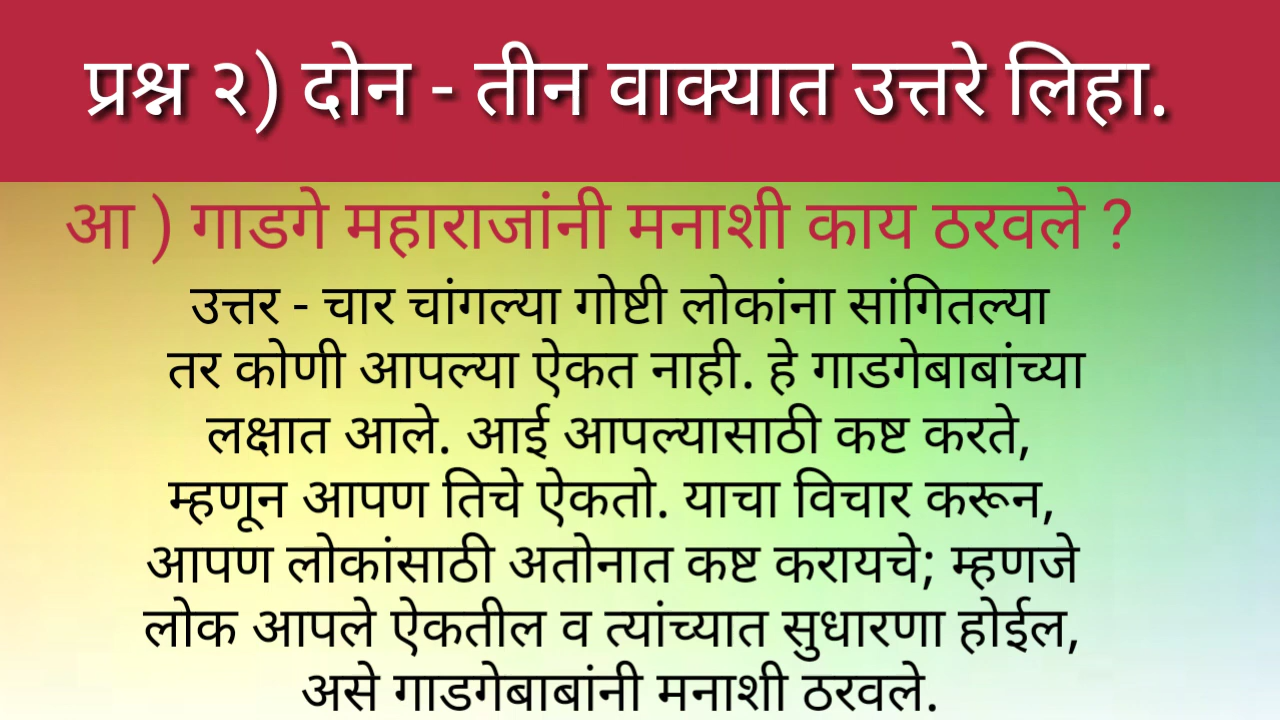 प्रश्न २) दोन - तीन वाक्यात उत्तरे लिहा.
आ ) गाडगे महाराजांनी मनाशी काय ठरवले ?
उत्तर - चार चांगल्या गोष्टी लोकांना सांगितल्या
तर कोणी आपल्या ऐकत नाही. हे गाडगेबाबांच्या
लक्षात आले. आई आपल्यासाठी कष्ट करते,
म्हणून आपण तिचे ऐकतो. याचा विचार करून,
आपण लोकांसाठी अतोनात कष्ट करायचे; म्हणजे
लोक आपले ऐकतील व त्यांच्यात सुधारणा होईल,
असे गाडगेबाबांनी मनाशी ठरवले.